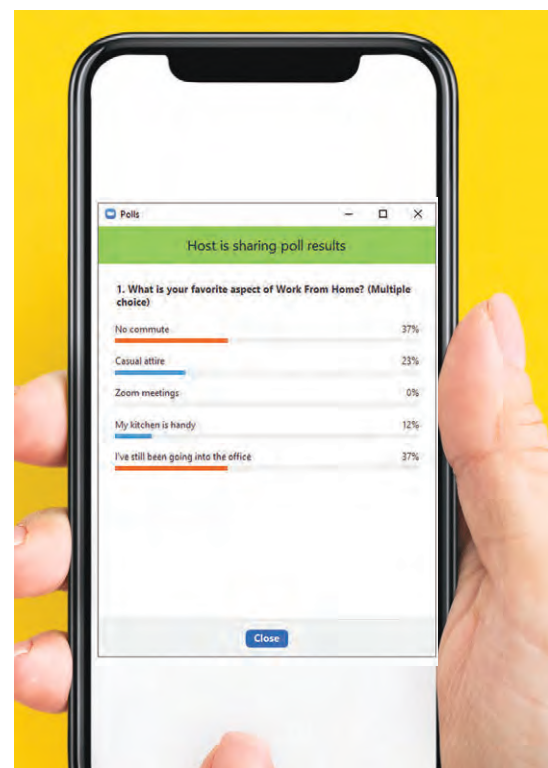 Polls
Host is sharing poll results
1. What is your favorite aspect of Work From Home? (Multiple
choice)
No commute 37%
Casual attire 23%
Zoom meetings 0%
My kitchen is handy 12%
I've still been going into the office 37%
Close